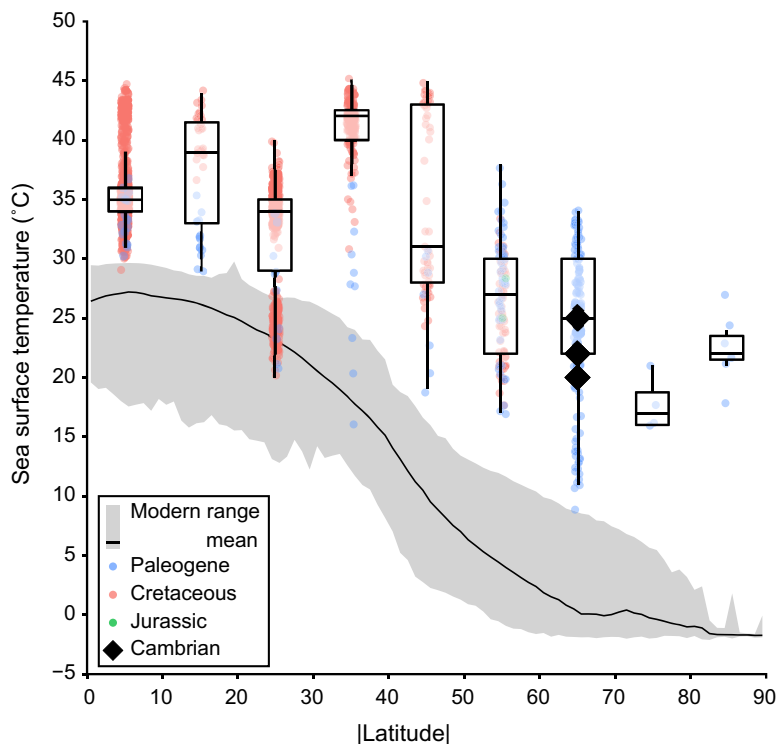 50
45
40
35
30
25
20
15
10
5
0
−5
Sea surface temperature (˚C)
Modern range
mean
Paleogene
Cretaceous
Jurassic
Cambrian
0 10 20 30 40 50 60 70 80 90
|Latitude|